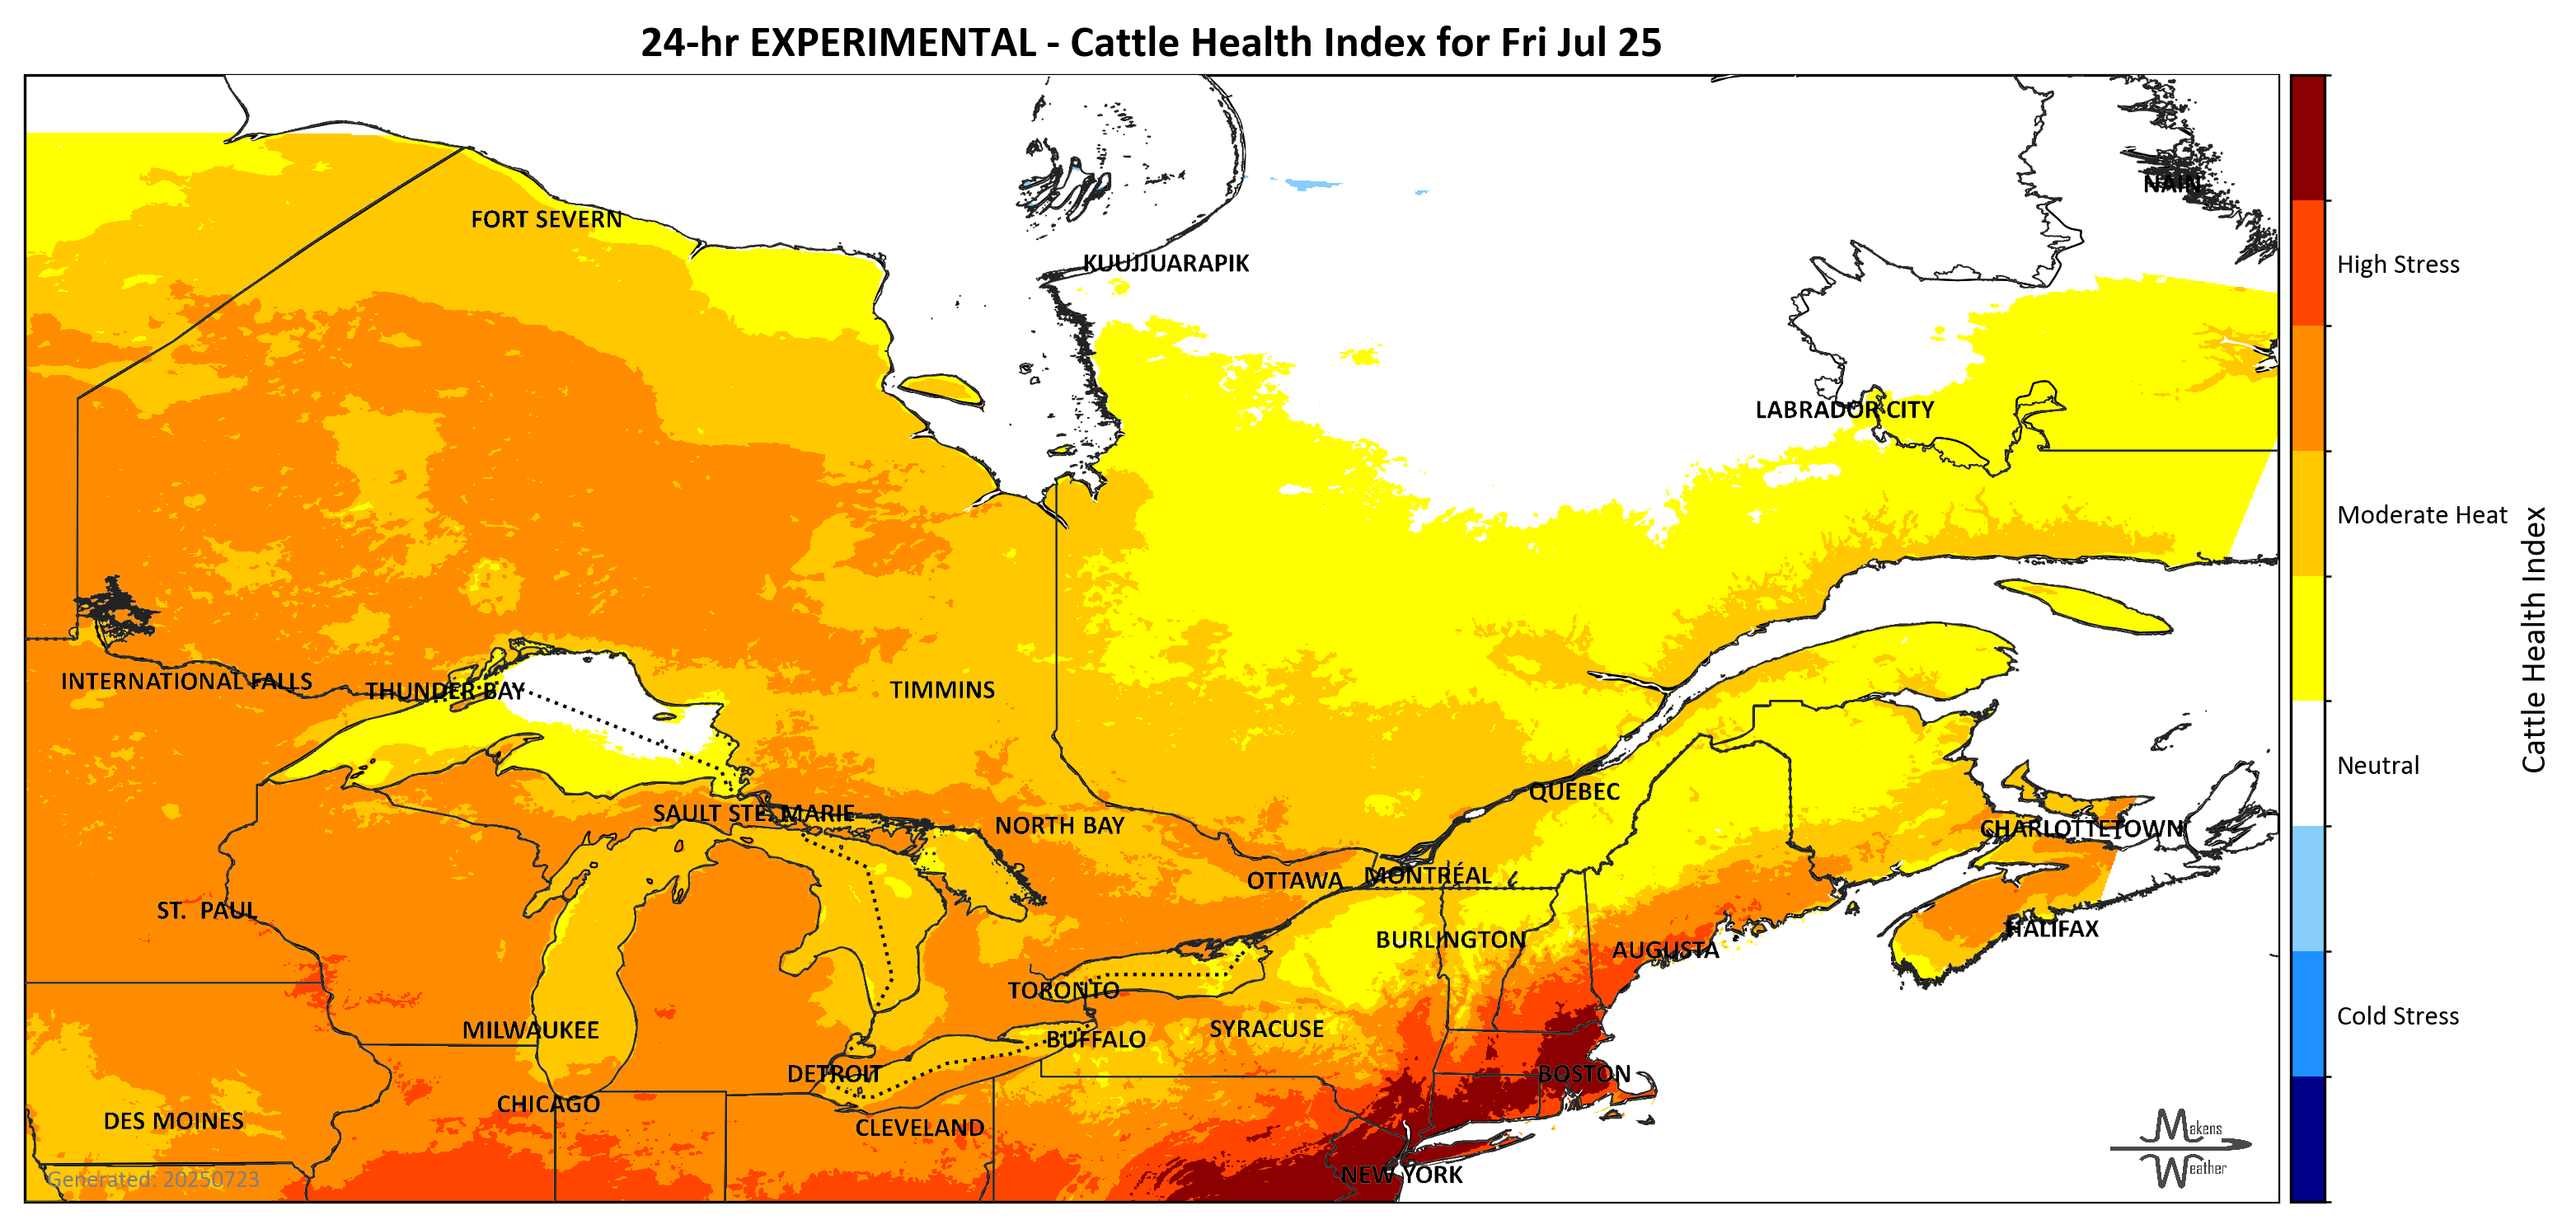 24-hr EXPERIMENTAL - Cattle Health Index for Fri Jul 25
NAIN
FORT SEVERN
KUUJJUARAPIK
High Stress
LABRADOR CITY
Moderate Heat
Cattle Health Index
INTERNATIONAL FALLS
THUNDER BAY
TIMMINS
Neutral
QUEBEC
SAULT STE. MARIE
NORTH BAY
CHARLOTTETOWN
OTTAWA
MONTRÉAL
ST. PAUL
HALIFAX
BURLINGTON
AUGUSTA
TORONTO
Cold Stress
MILWAUKEE
SYRACUSE
BUFFALO
DETROIT
BOSTON
CHICAGO
DES MOINES
CLEVELAND
Makens
Weather
NEW YORK
Generated: 20250723